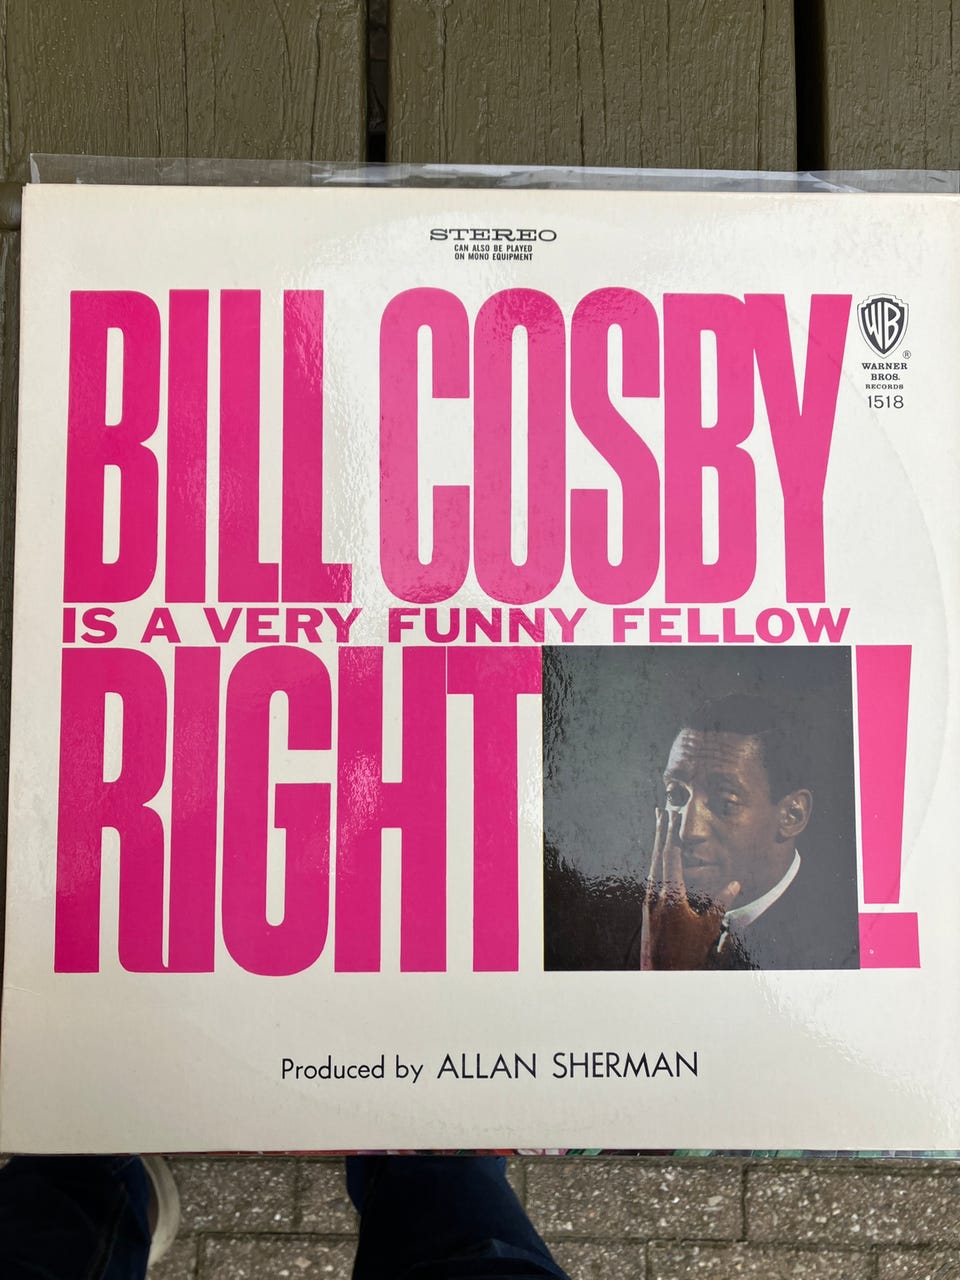 STEREO
CAN ALSO BE PLAYED
ON MONO EQUIPMENT
BILL COSBY
WB
®
WARNER
BROS.
RECORDS
1518
IS A VERY FUNNY FELLOW
RIGHT!
Produced by ALLAN SHERMAN